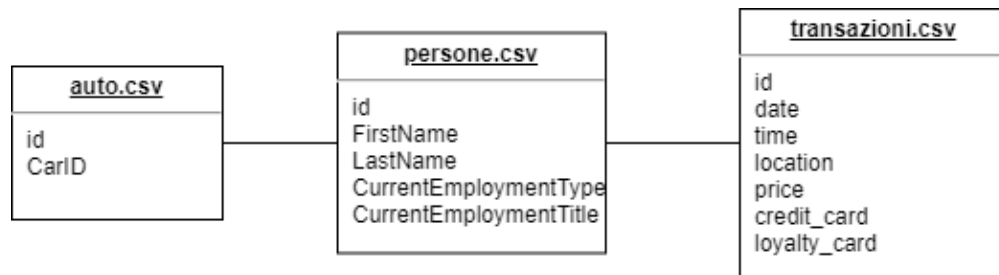 auto.csv
id
CarID
persone.csv
id
FirstName
LastName
CurrentEmploymentType
CurrentEmploymentTitle
transazioni.csv
id
date
time
location
price
credit_card
loyalty_card